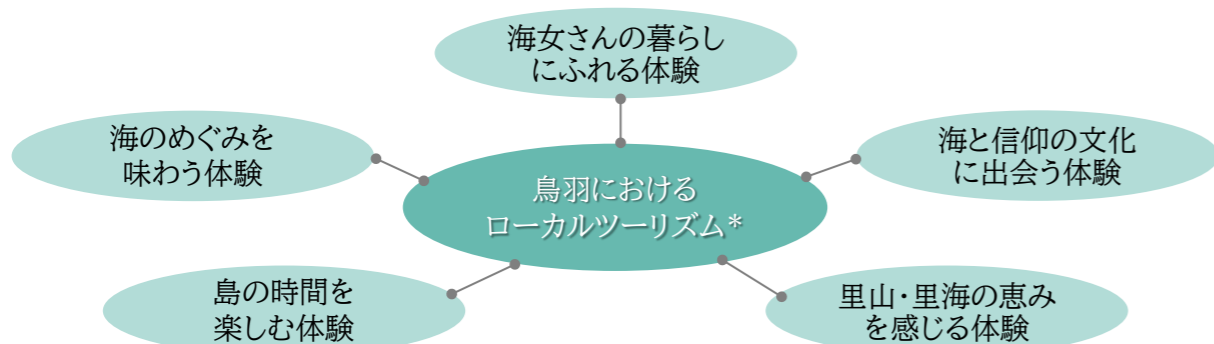 海女さんの暮らし
にふれる体験
海のめぐみを
味わう体験
海と信仰の文化
に出会う体験
鳥羽における
ローカルツーリズム*
島の時間を
楽しむ体験
里山・里海の恵み
を感じる体験